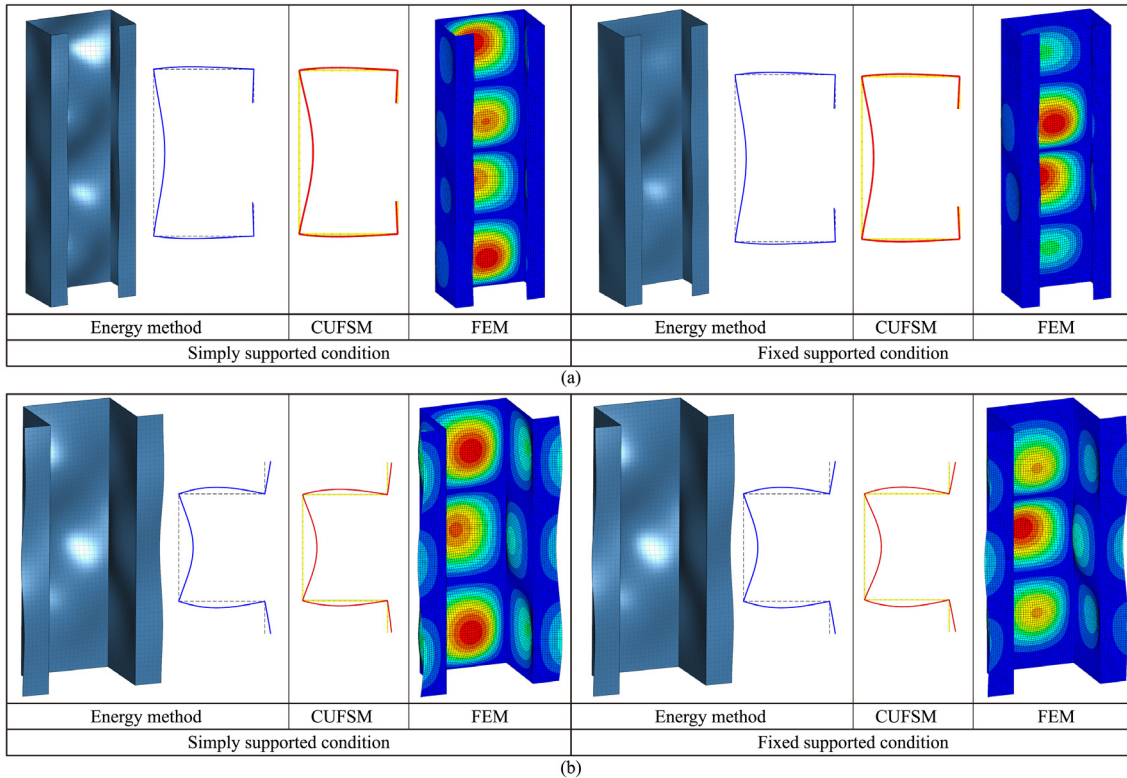 Energy method CUFSM FEM Energy method CUFSM FEM
Simply supported condition Fixed supported condition
(a)
Energy method CUFSM FEM Energy method CUFSM FEM
Simply supported condition Fixed supported condition
(b)